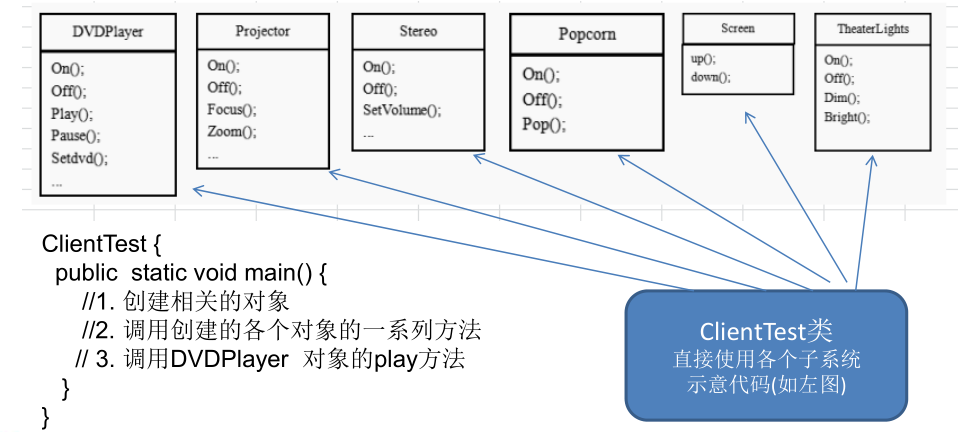 DVDPlayer
On();
Off();
Play();
Pause();
Setdvd();
...
Projector
On();
Off();
Focus();
Zoom();
...
Stereo
On();
Off();
SetVolume();
...
Popcorn
On();
Off();
Pop();
Screen
up();
down();
TheaterLights
On();
Off();
Dim();
Bright();
ClientTest {
public static void main() {
//1. 创建相关的对象
//2. 调用创建的各个对象的一系列方法
// 3. 调用DVDPlayer 对象的play方法
}
}
ClientTest类
直接使用各个子系统
示意代码(如左图)